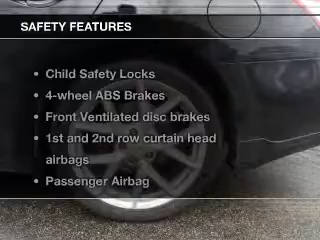 SAFETY FEATURES
• Child Safety Locks
• 4-wheel ABS Brakes
• Front Ventilated disc brakes
• 1st and 2nd row curtain head
airbags
• Passenger Airbag